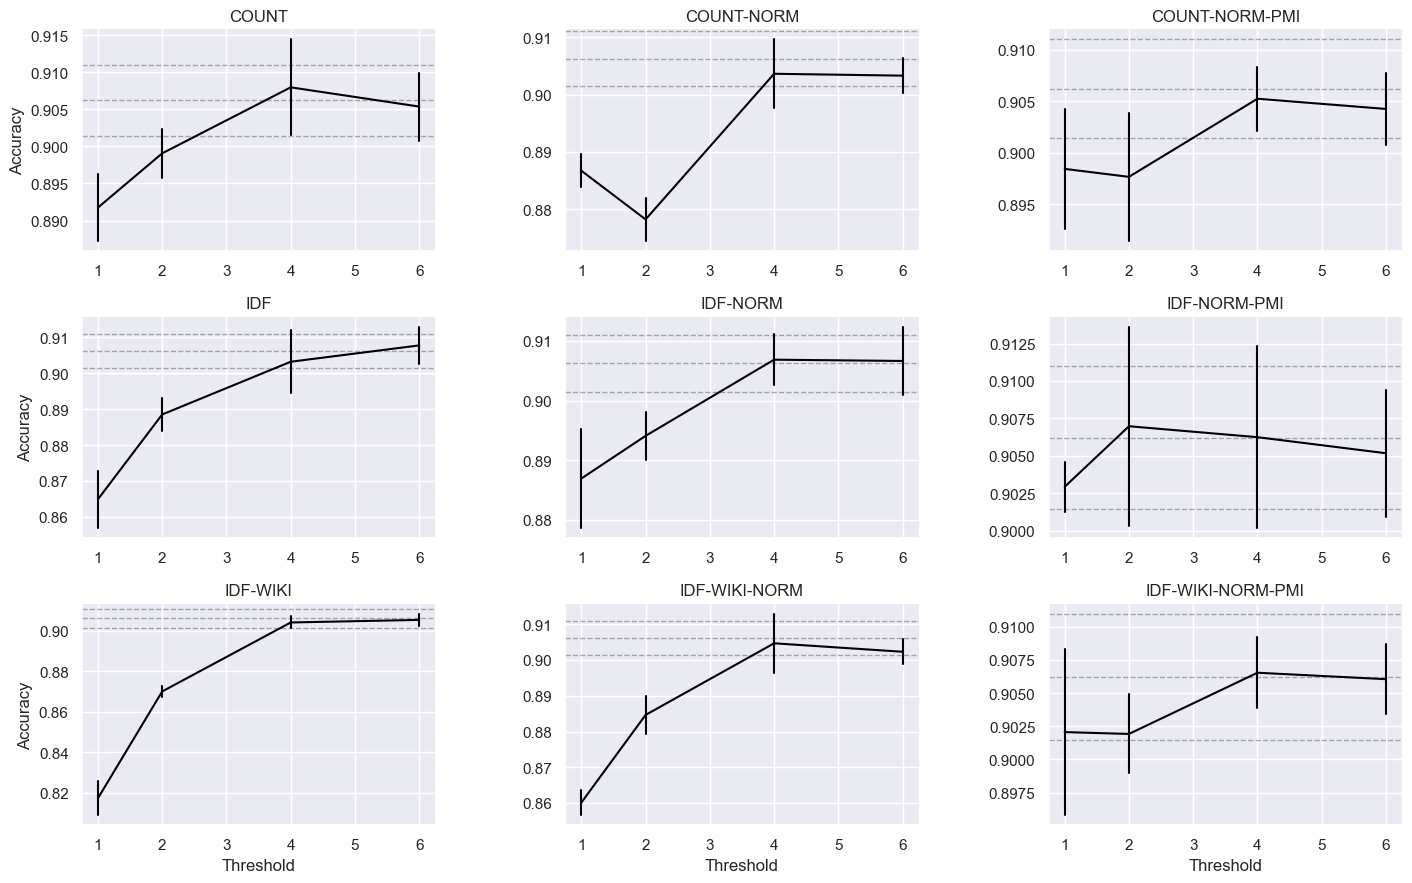 COUNT
0.915
0.910
0.905
0.900
0.895
0.890
Accuracy
1 2 3 4 5 6
COUNT-NORM
0.91
0.90
0.89
0.88
1 2 3 4 5 6
COUNT-NORM-PMI
0.910
0.905
0.900
0.895
1 2 3 4 5 6
IDF
0.91
0.90
0.89
0.88
0.87
0.86
Accuracy
1 2 3 4 5 6
IDF-NORM
0.91
0.90
0.89
0.88
1 2 3 4 5 6
IDF-NORM-PMI
0.9125
0.9100
0.9075
0.9050
0.9025
0.9000
1 2 3 4 5 6
IDF-WIKI
0.90
0.88
0.86
0.84
0.82
Accuracy
1 2 3 4 5 6
Threshold
IDF-WIKI-NORM
0.91
0.90
0.89
0.88
0.87
0.86
1 2 3 4 5 6
Threshold
IDF-WIKI-NORM-PMI
0.9100
0.9075
0.9050
0.9025
0.9000
0.8975
1 2 3 4 5 6
Threshold